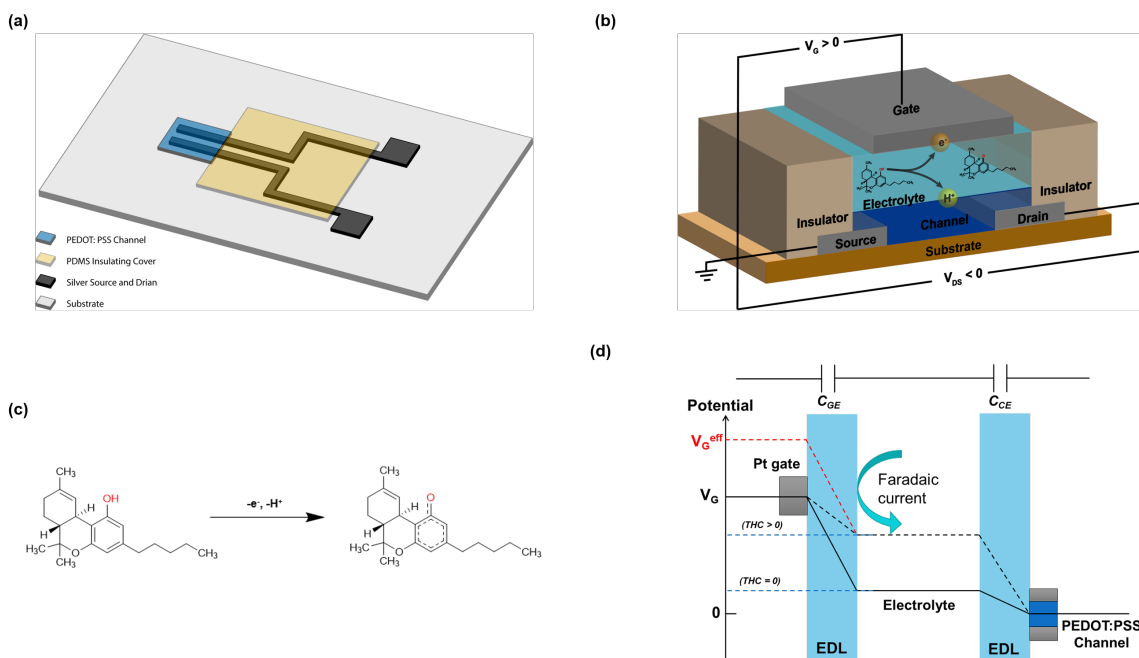 (a)
PEDOT: PSS Channel
PDMS Insulating Cover
Silver Source and Drian
Substrate
(b)
V_G > 0
Gate
e⁻
H⁺
Electrolyte
Insulator
Insulator
Channel
Source
Drain
Substrate
V_DS < 0
(c)
CH₃
OH
H
H
H₃C
CH₃
O
CH₃
-e⁻, -H⁺
CH₃
O
H
H
H₃C
CH₃
O
CH₃
(d)
C_GE
C_CE
Potential
V_G^eff
Pt gate
Faradaic
current
V_G
(THC > 0)
(THC = 0)
Electrolyte
0
PEDOT:PSS
Channel
EDL
EDL